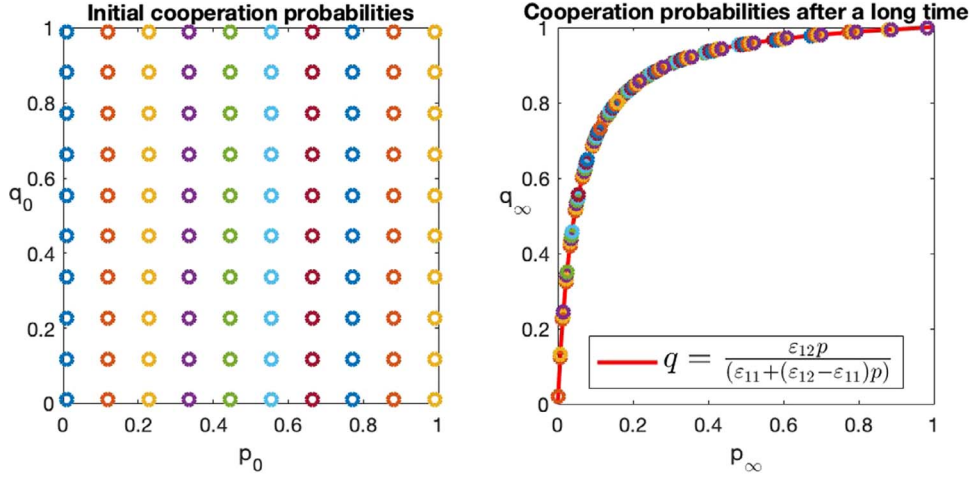 Initial cooperation probabilities
1
0.8
0.6
q₀
0.4
0.2
0
0 0.2 0.4 0.6 0.8 1
p₀
Cooperation probabilities after a long time
1
0.8
0.6
q∞
0.4
0.2
0
q = ε₁₂p / (ε₁₁+(ε₁₂−ε₁₁)p)
0 0.2 0.4 0.6 0.8 1
p∞